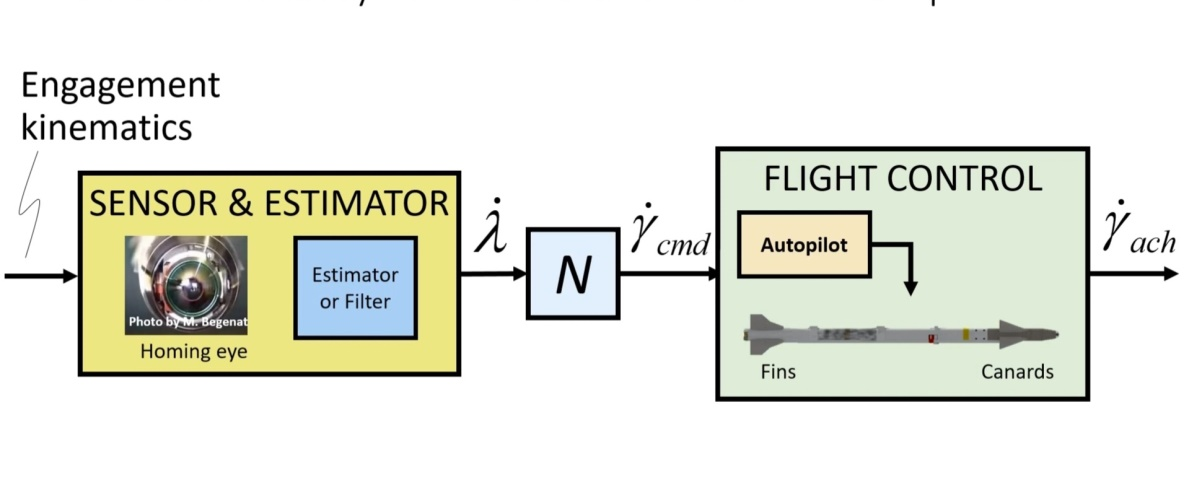 Engagement
kinematics
SENSOR & ESTIMATOR
Photo by M. Begenat
Homing eye
Estimator
or Filter
λ̇
N
γ̇ cmd
FLIGHT CONTROL
Autopilot
Fins
Canards
γ̇ ach